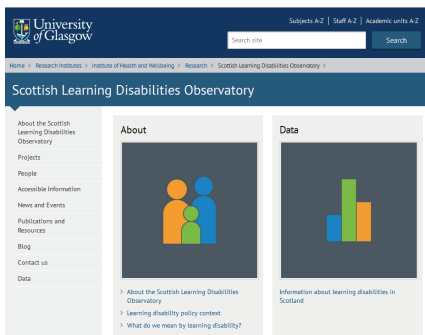 University
of Glasgow
Subjects A-Z | Staff A-Z | Academic units A-Z
Search site
Search
Home > Research Institutes > Institute of Health and Wellbeing > Research > Scottish Learning Disabilities Observatory >
Scottish Learning Disabilities Observatory
About the Scottish
Learning Disabilities
Observatory
Projects
People
Accessible Information
News and Events
Publications and
Resources
Blog
Contact us
Data
About
> About the Scottish Learning Disabilities
Observatory
> Learning disability policy context
> What do we mean by learning disability?
Data
Information about learning disabilities in
Scotland